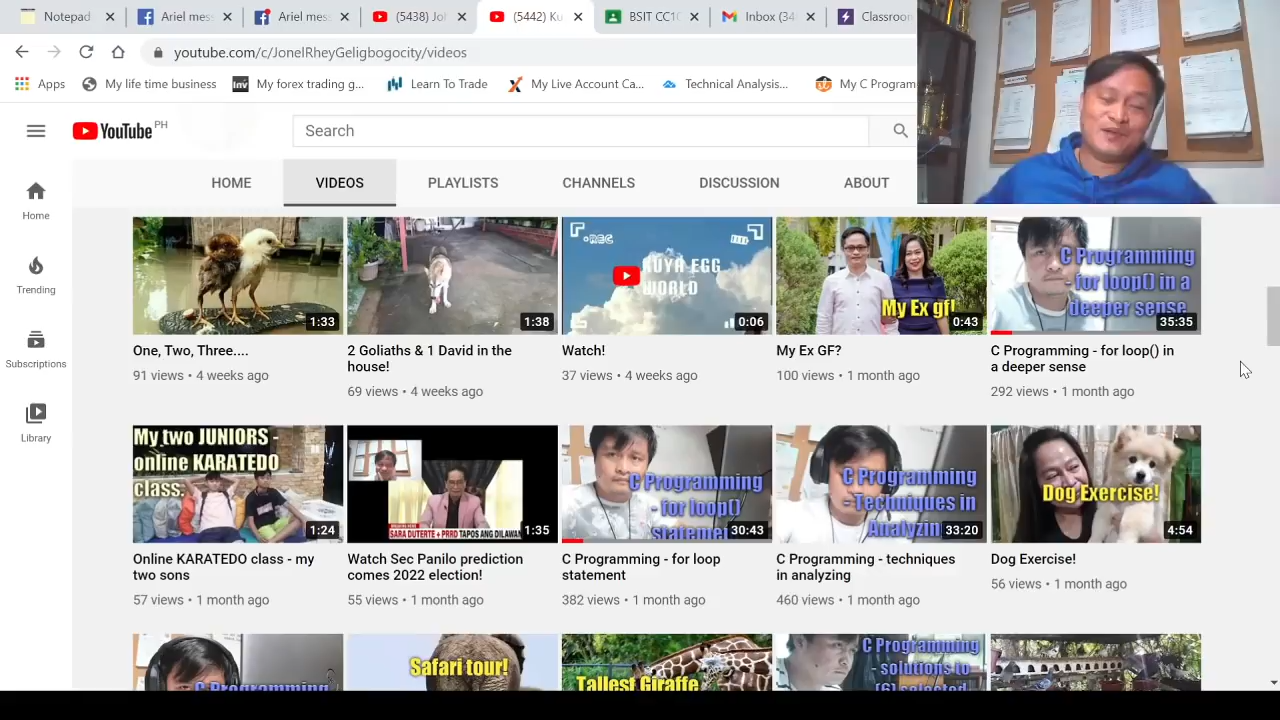 Notepad
Ariel mes
Ariel mes
(5438) Jo
(5442) Ku
BSIT CC10
Inbox (34
Classroom
youtube.com/c/JonelRheyGeligbogocity/videos
Apps
My life time business
My forex trading g...
Learn To Trade
My Live Account Ca...
Technical Analysis...
My C Program
YouTube PH
Search
HOME
VIDEOS
PLAYLISTS
CHANNELS
DISCUSSION
ABOUT
Home
Trending
Subscriptions
Library
1:33
One, Two, Three....
91 views • 4 weeks ago
1:38
2 Goliaths & 1 David in the
house!
69 views • 4 weeks ago
REC
KUYA EGG
WORLD
0:06
Watch!
37 views • 4 weeks ago
My Ex gf!
0:43
My Ex GF?
100 views • 1 month ago
C Programming
- for loop() in a
deeper sense
35:35
C Programming - for loop() in
a deeper sense
292 views • 1 month ago
My two JUNIORS -
online KARATEDO
class.
1:24
Online KARATEDO class - my
two sons
57 views • 1 month ago
SARA DUTERTE + PRRD TAPOS ANG DILAWAN
1:35
Watch Sec Panilo prediction
comes 2022 election!
55 views • 1 month ago
C Programming
- for loop()
statement
30:43
C Programming - for loop
statement
382 views • 1 month ago
C Programming
- Techniques in
Analyzin
33:20
C Programming - techniques
in analyzing
460 views • 1 month ago
Dog Exercise!
4:54
Dog Exercise!
56 views • 1 month ago
C Programming
Safari tour!
Tallest Giraffe
C Programming
- solutions to
(6) selected